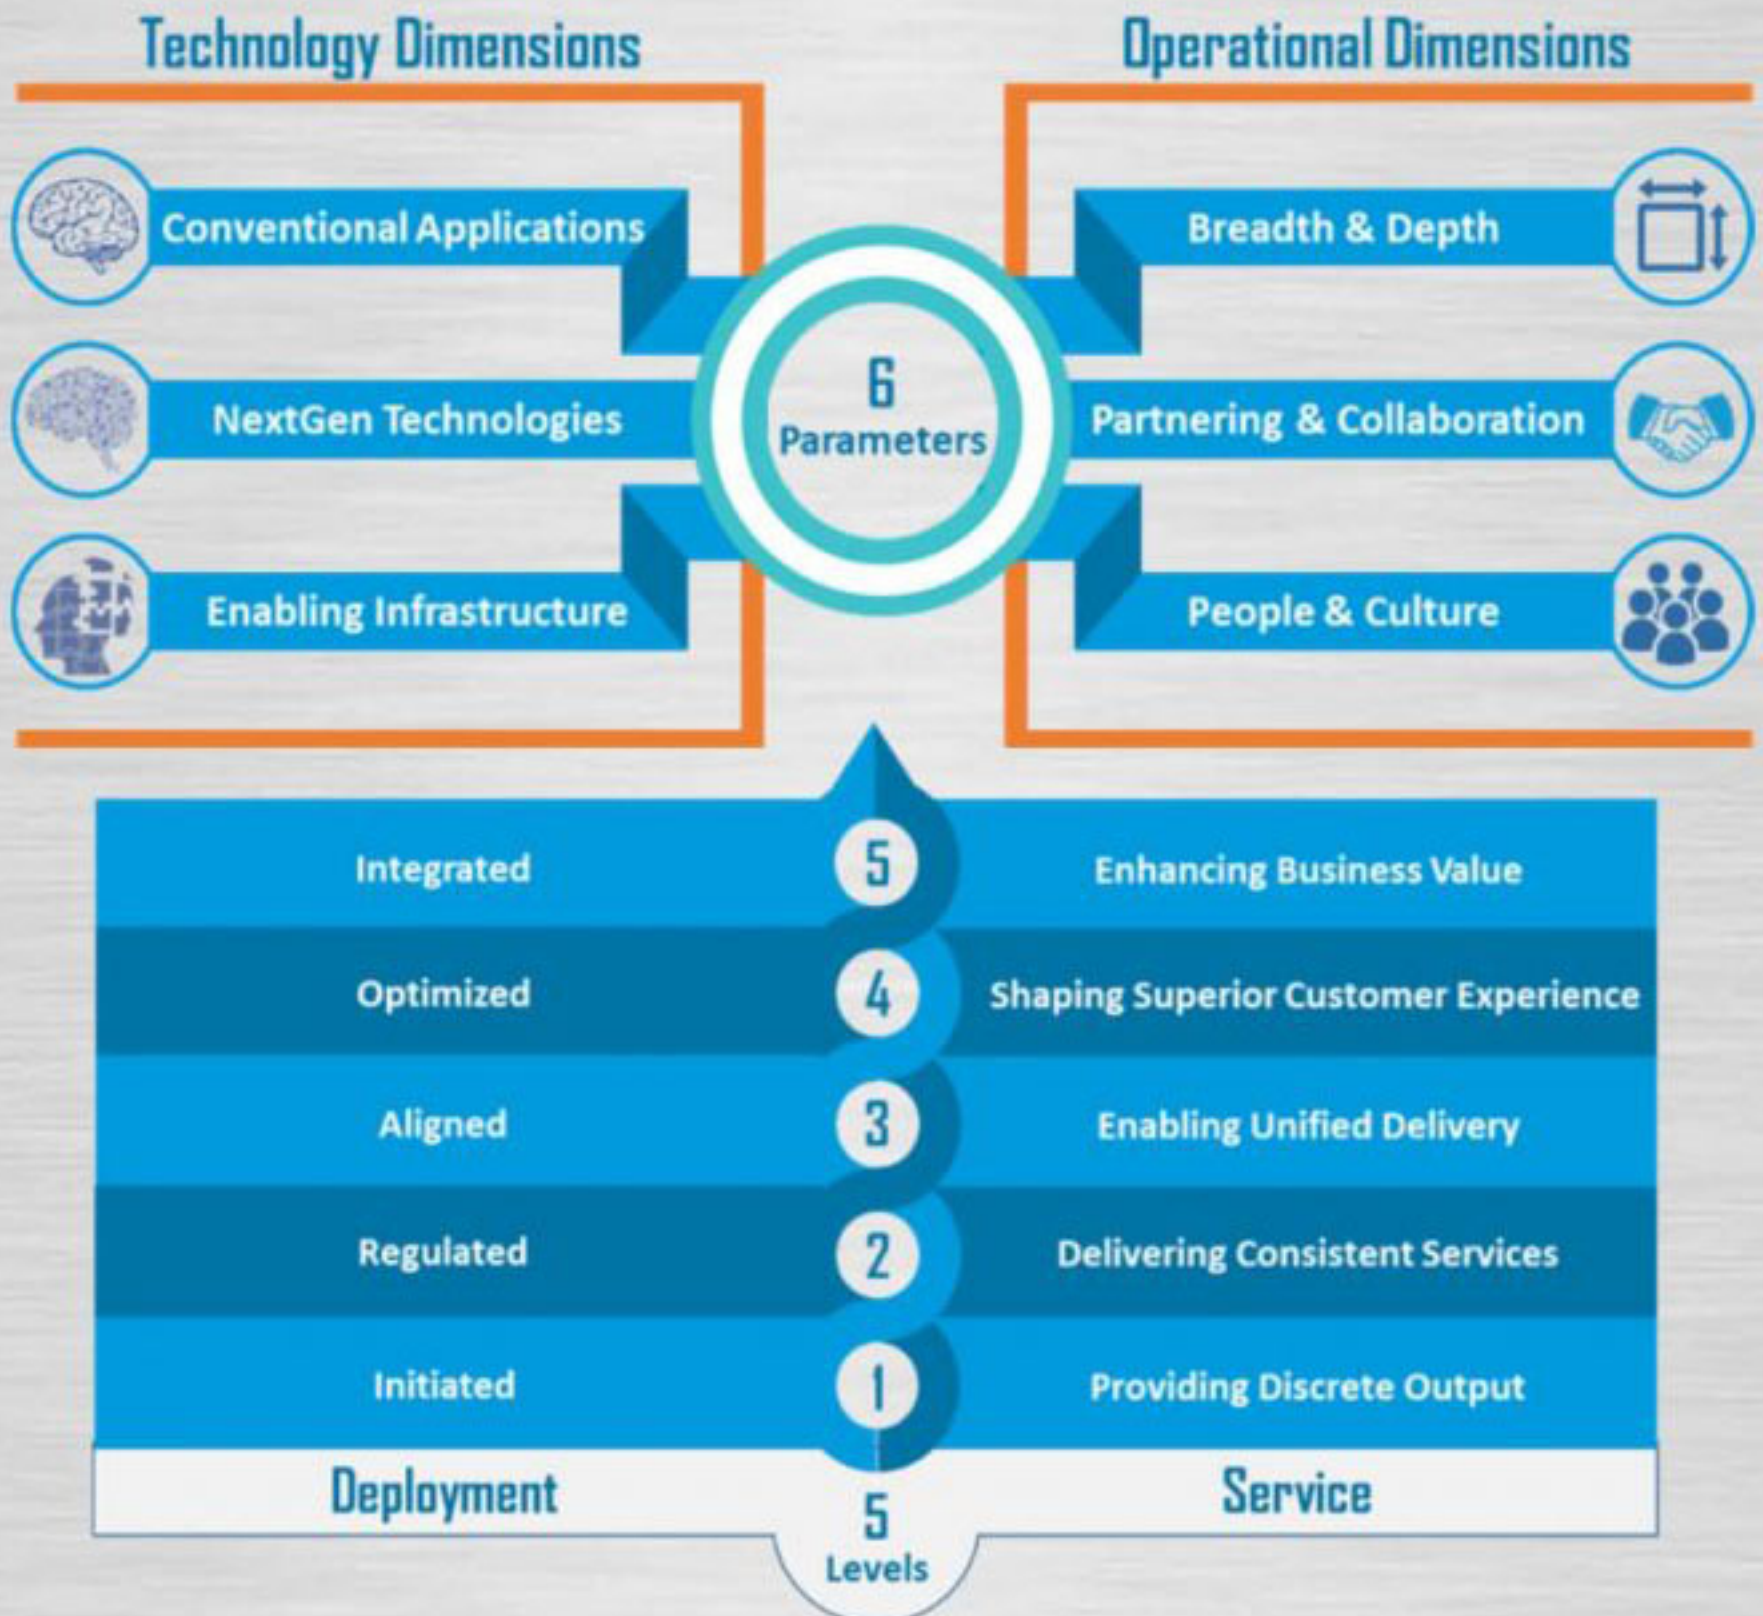 Technology Dimensions
Operational Dimensions
Conventional Applications
Breadth & Depth
NextGen Technologies
6
Parameters
Partnering & Collaboration
Enabling Infrastructure
People & Culture
Integrated
5
Enhancing Business Value
Optimized
4
Shaping Superior Customer Experience
Aligned
3
Enabling Unified Delivery
Regulated
2
Delivering Consistent Services
Initiated
1
Providing Discrete Output
Deployment
5
Levels
Service